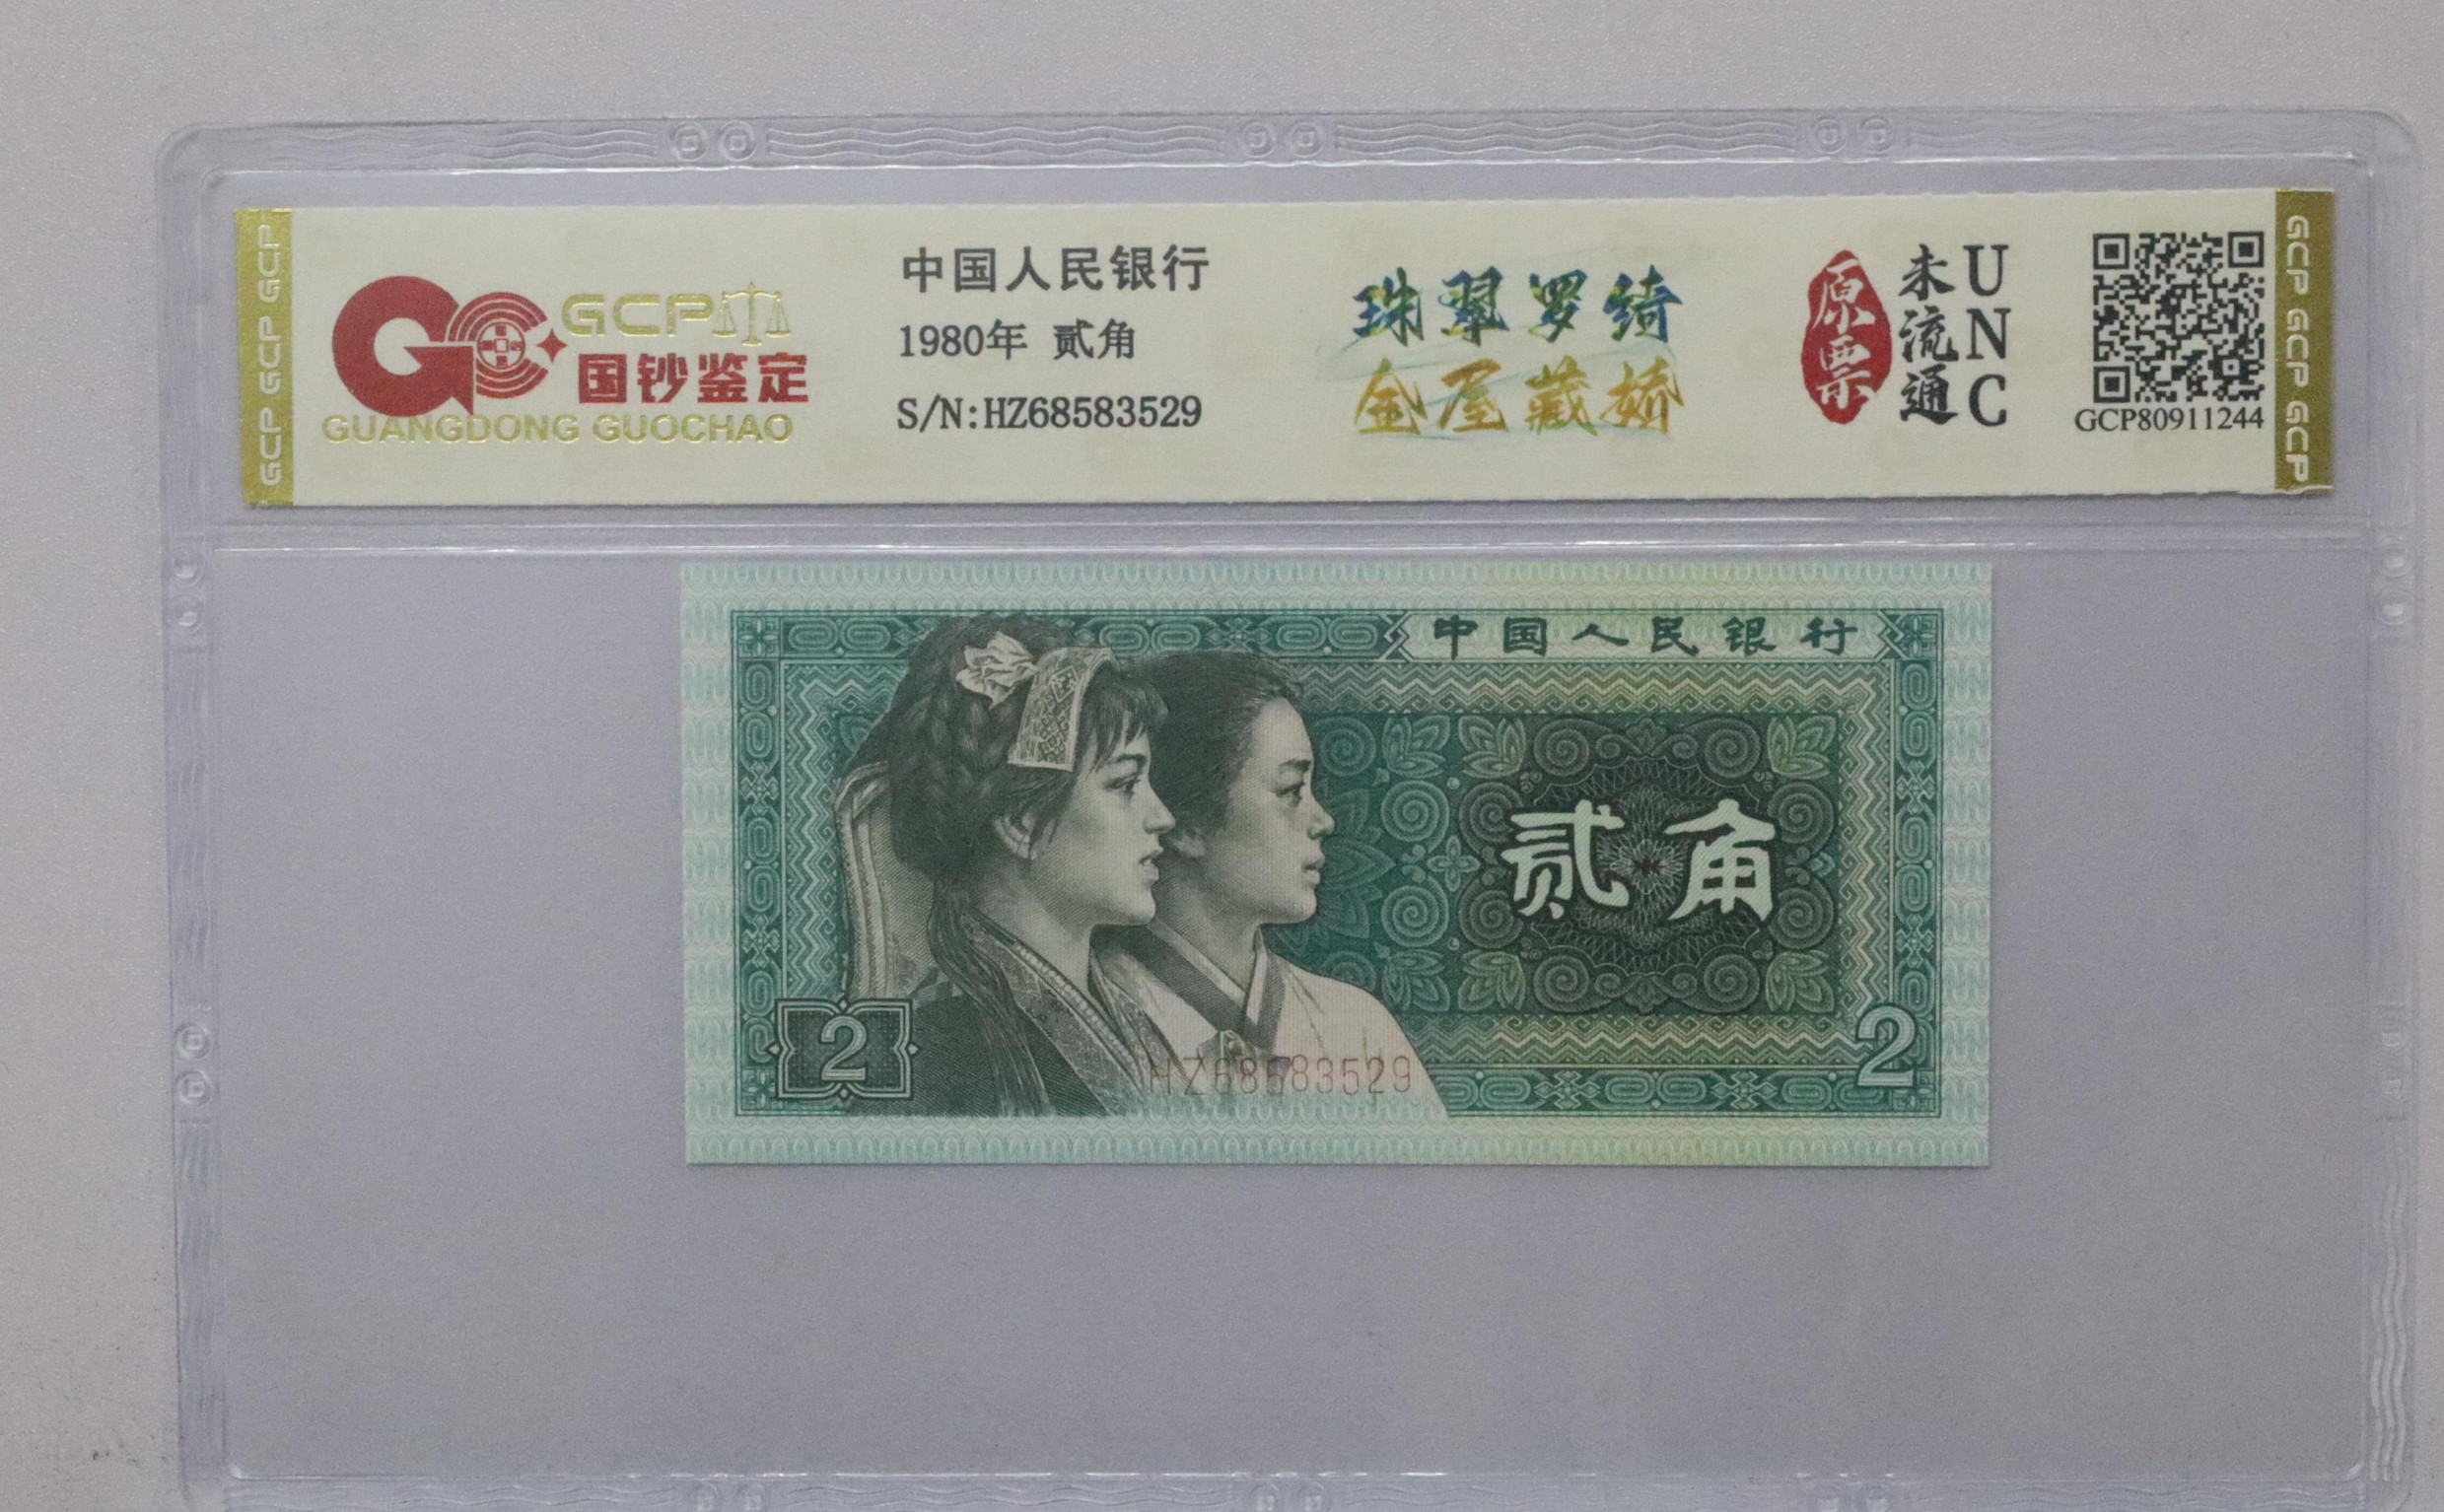 GCP GCP GCP
GCP
国钞鉴定
GUANGDONG GUOCHAO
中国人民银行
1980年 贰角
S/N:HZ68583529
珠翠罗绮
金屋藏娇
原票
未流通
UNC
GCP80911244
GCP GCP GCP
中国人民银行
贰角
2
HZ68583529
2